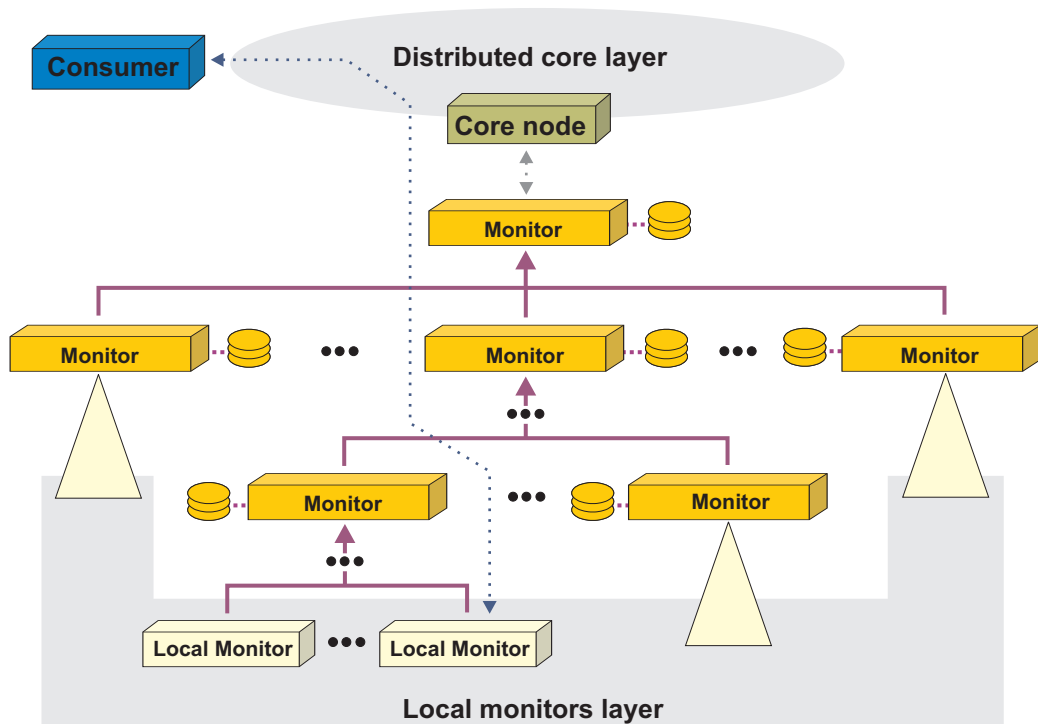 Distributed core layer
Consumer
Core node
Monitor
Monitor
Monitor
Monitor
Monitor
Monitor
Local Monitor
Local Monitor
Local monitors layer